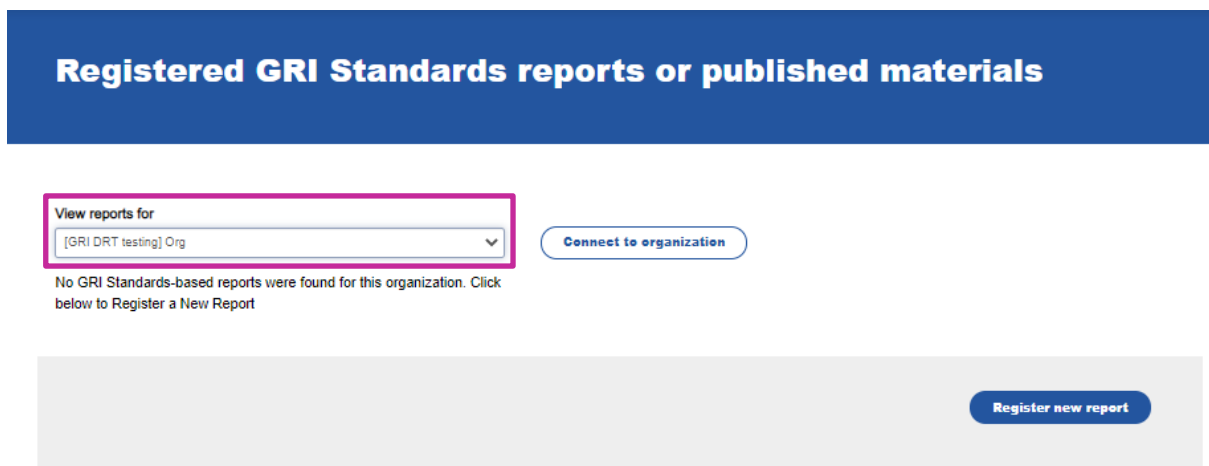 Registered GRI Standards reports or published materials
View reports for
[GRI DRT testing] Org
Connect to organization
No GRI Standards-based reports were found for this organization. Click
below to Register a New Report
Register new report